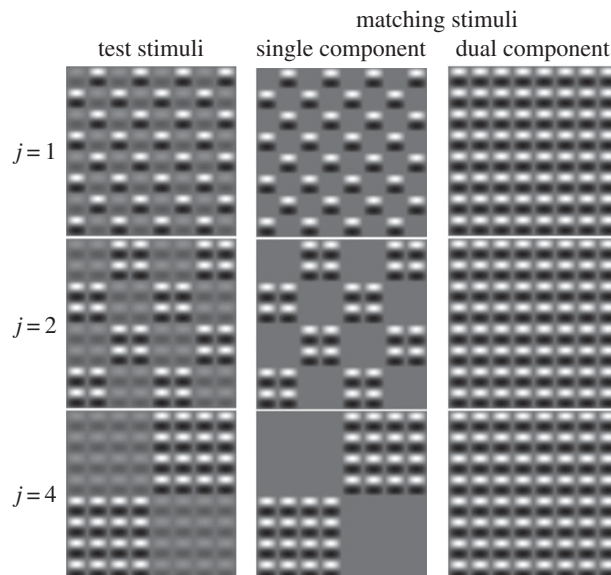 matching stimuli
test stimuli
single component
dual component
j = 1
j = 2
j = 4